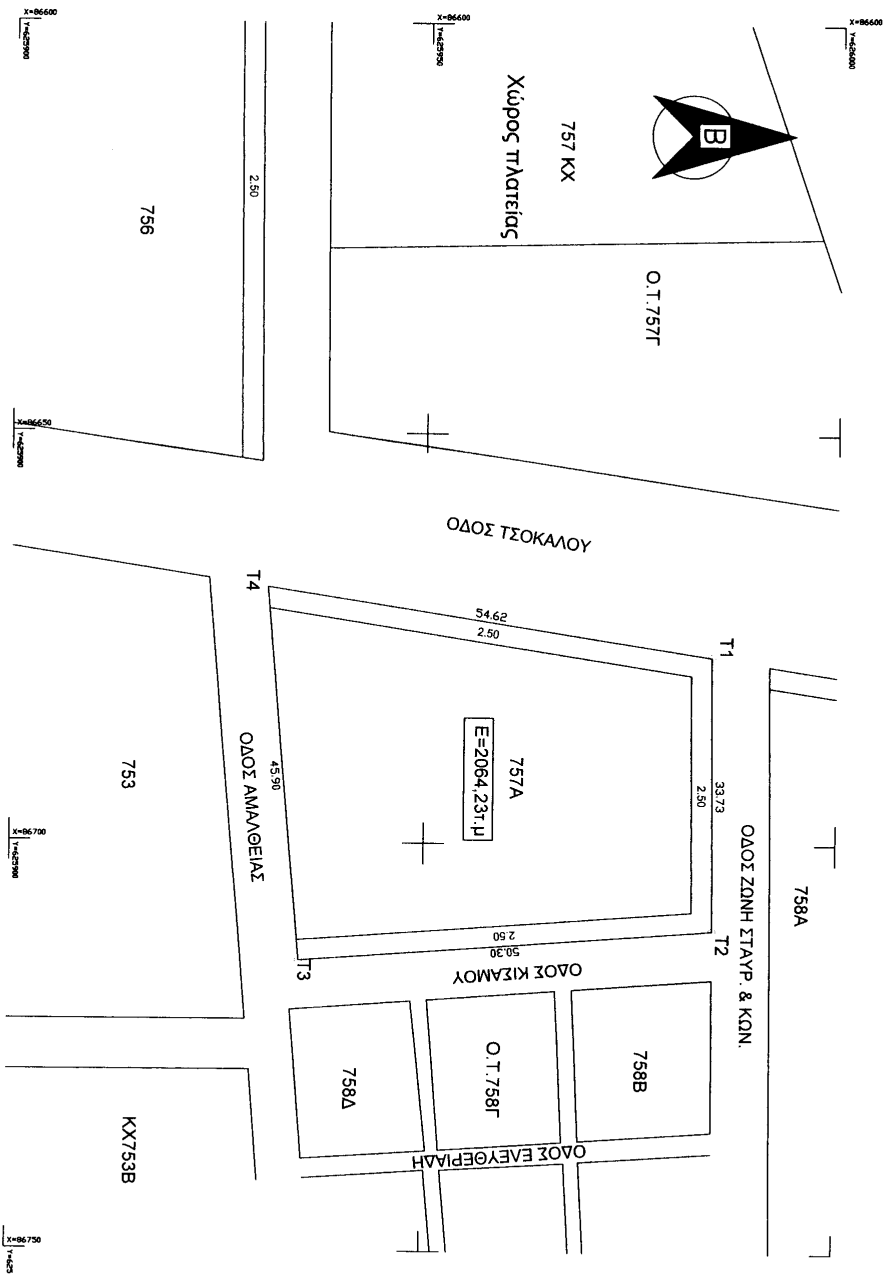 X=86600
Y=625900
X=86600
Y=625950
X=86600
Y=626000
B
757 ΚΧ
Χώρος πλατείας
Ο.Τ.757Γ
2.50
756
X=86650
Y=625900
ΟΔΟΣ ΤΣΟΚΑΛΟΥ
T4
54.62
2.50
T1
33.73
2.50
757Α
E=2064,23τ.μ
45.90
ΟΔΟΣ ΑΜΑΛΘΕΙΑΣ
753
X=86700
Y=625900
ΟΔΟΣ ΖΩΝΗ ΣΤΑΥΡ. & ΚΩΝ.
758Α
T2
2.50
50.30
T3
ΟΔΟΣ ΚΙΣΑΜΟΥ
758Β
Ο.Τ.758Γ
758Δ
ΟΔΟΣ ΕΛΕΥΘΕΡΙΑΔΗ
ΚΧ753Β
X=86750
Y=625